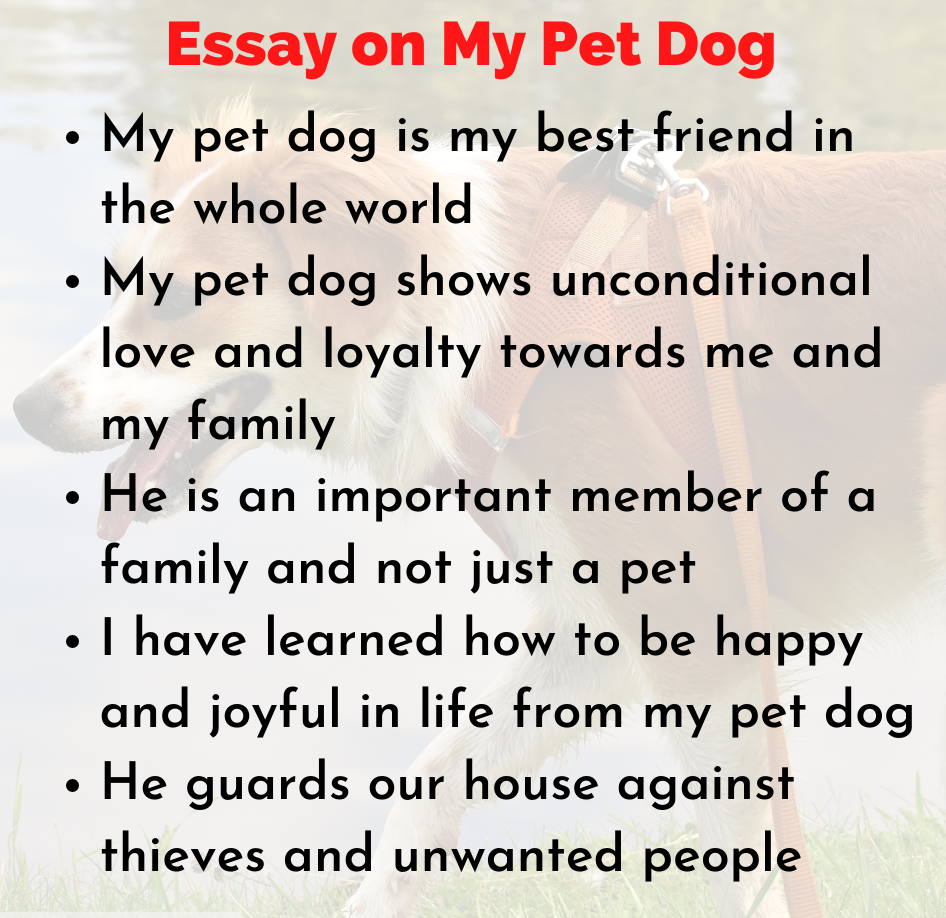 Essay on My Pet Dog
• My pet dog is my best friend in
the whole world
• My pet dog shows unconditional
love and loyalty towards me and
my family
• He is an important member of a
family and not just a pet
• I have learned how to be happy
and joyful in life from my pet dog
• He guards our house against
thieves and unwanted people